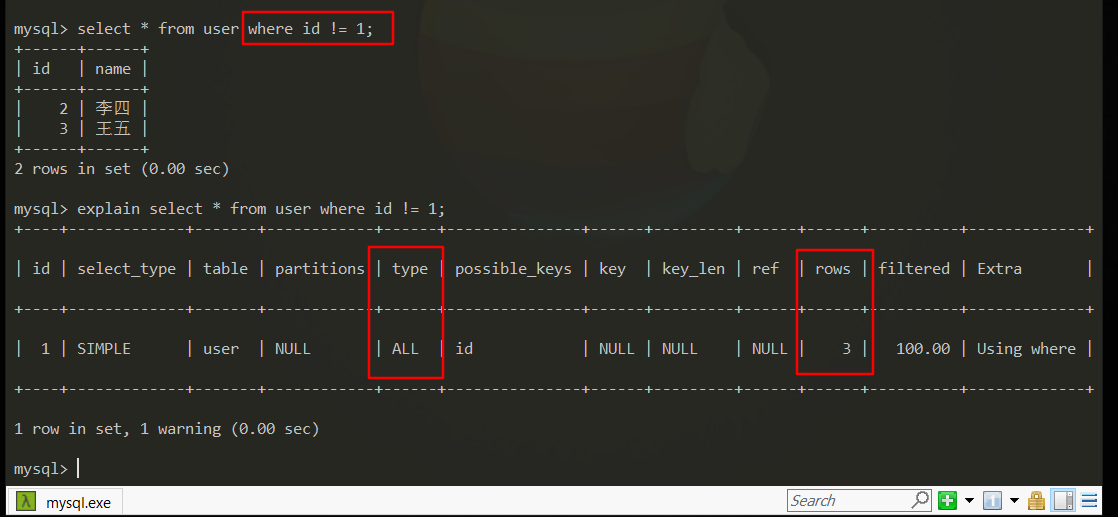 mysql> select * from user where id != 1;
+------+------+
| id   | name |
+------+------+
|    2 | 李四 |
|    3 | 王五 |
+------+------+
2 rows in set (0.00 sec)
mysql> explain select * from user where id != 1;
+----+-------------+-------+------------+------+---------------+------+---------+------+------+----------+-------------+
| id | select_type | table | partitions | type | possible_keys | key  | key_len | ref  | rows | filtered | Extra       |
+----+-------------+-------+------------+------+---------------+------+---------+------+------+----------+-------------+
|  1 | SIMPLE      | user  | NULL       | ALL  | id            | NULL | NULL    | NULL |    3 |   100.00 | Using where |
+----+-------------+-------+------------+------+---------------+------+---------+------+------+----------+-------------+
1 row in set, 1 warning (0.00 sec)
mysql>
mysql.exe
Search